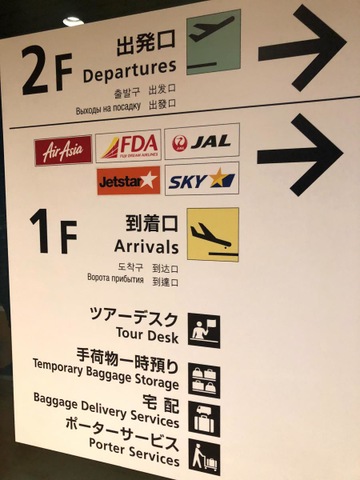 2F 出発口
Departures
출발구 出发口
Выходы на посадку 出發口
AirAsia FDA JAL
FUJI DREAM AIRLINES
Jetstar SKY
1F 到着口
Arrivals
도착구 到达口
Ворота прибытия 到達口
ツアーデスク
Tour Desk
手荷物一時預り
Temporary Baggage Storage
宅 配
Baggage Delivery Services
ポーターサービス
Porter Services